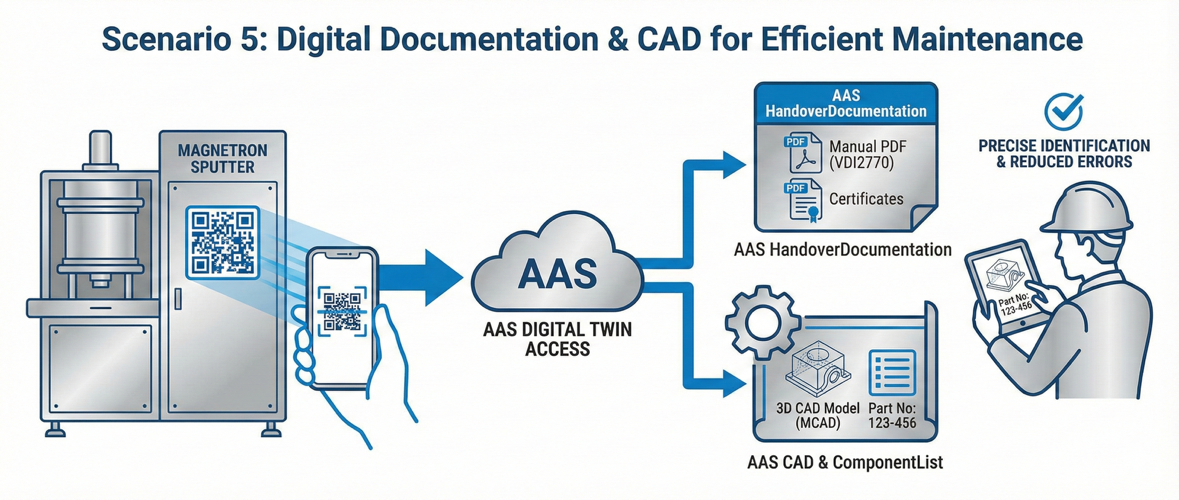 Scenario 5: Digital Documentation & CAD for Efficient Maintenance
MAGNETRON
SPUTTER
AAS
AAS DIGITAL TWIN
ACCESS
AAS
HandoverDocumentation
PDF
Manual PDF
(VDI2770)
PDF
Certificates
AAS HandoverDocumentation
3D CAD Model
(MCAD)
Part No:
123-456
AAS CAD & ComponentList
PRECISE IDENTIFICATION
& REDUCED ERRORS
Part No:
123-456